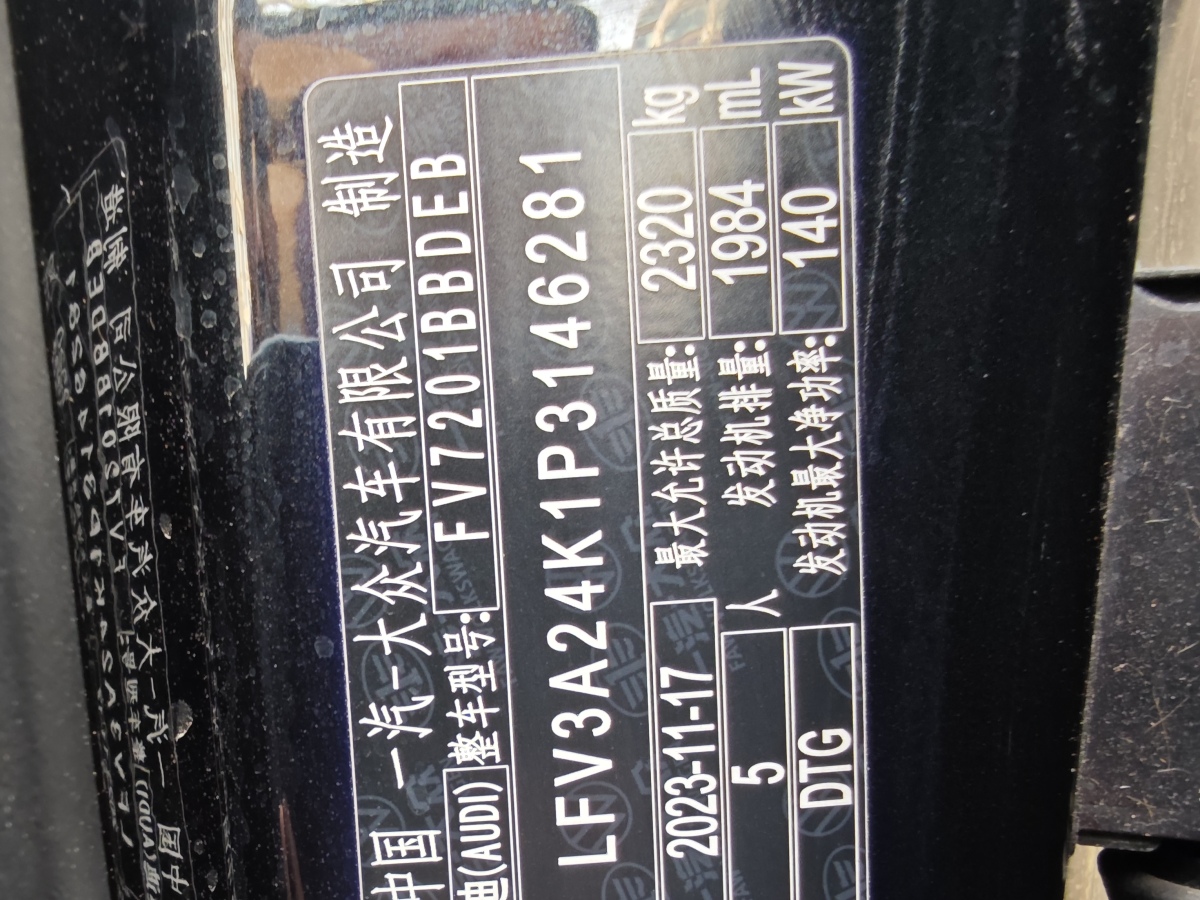 中国 一汽-大众汽车有限公司 制造
迪(AUDI) 整车型号: FV7201BBDEB
LFV3A24K1P3146281
2023-11-17 最大允许总质量: 2320 kg
5 人 发动机排量: 1984 mL
DTG 发动机最大净功率: 140 kW